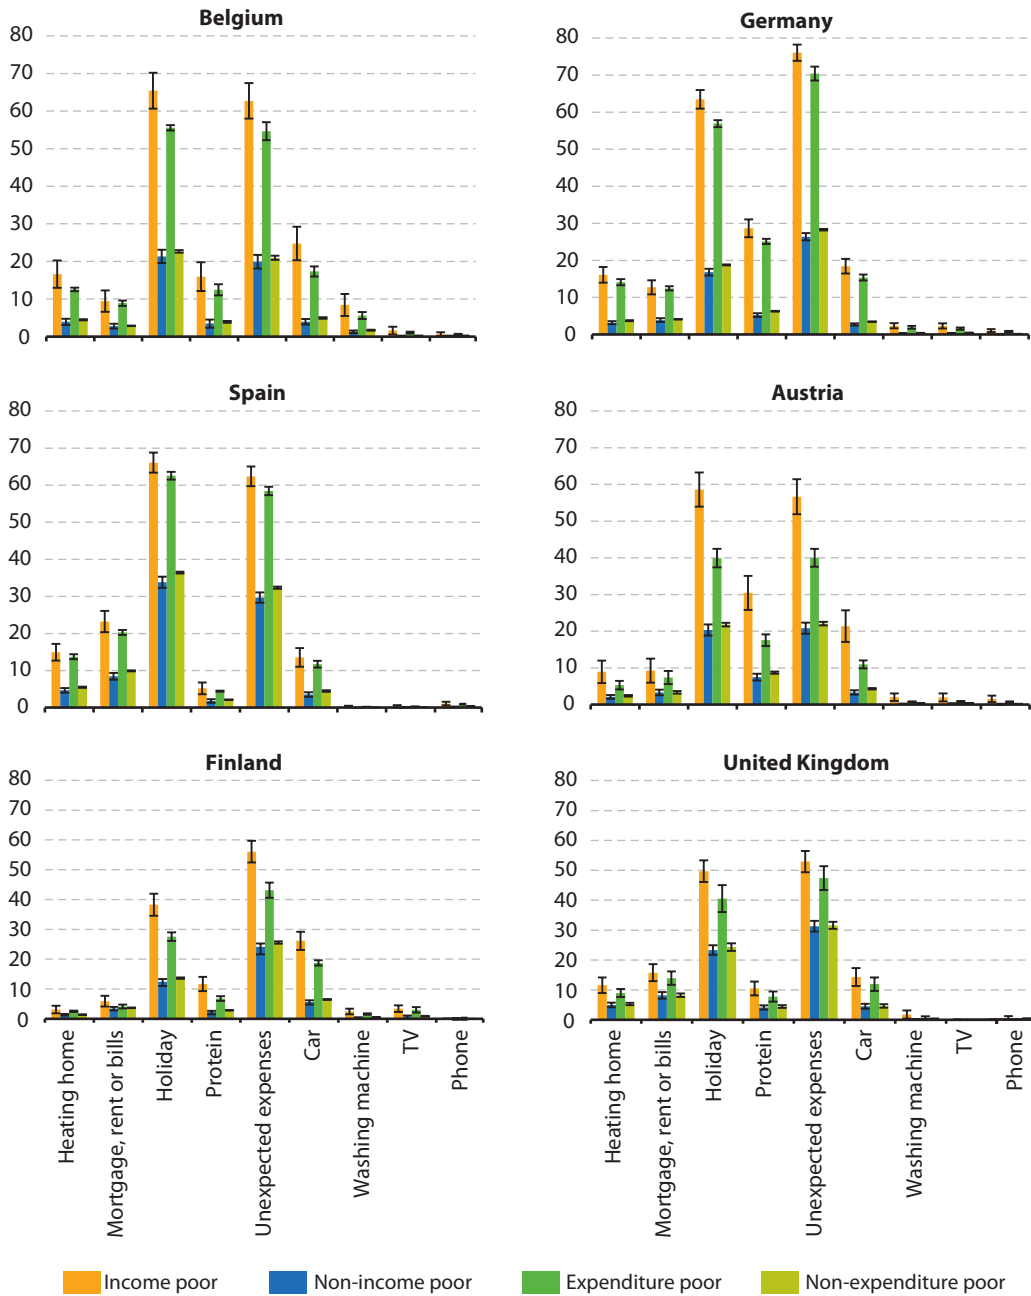 Belgium
80
70
60
50
40
30
20
10
0
Germany
80
70
60
50
40
30
20
10
0
Spain
80
70
60
50
40
30
20
10
0
Austria
80
70
60
50
40
30
20
10
0
Finland
80
70
60
50
40
30
20
10
0
Heating home
Mortgage, rent or bills
Holiday
Protein
Unexpected expenses
Car
Washing machine
TV
Phone
United Kingdom
80
70
60
50
40
30
20
10
0
Heating home
Mortgage, rent or bills
Holiday
Protein
Unexpected expenses
Car
Washing machine
TV
Phone
Income poor
Non-income poor
Expenditure poor
Non-expenditure poor